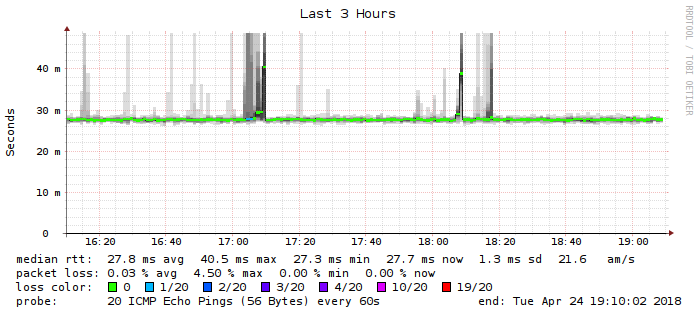 Last 3 Hours
RRDTOOL / TOBI OETIKER
Seconds
40 m
30 m
20 m
10 m
0
16:20 16:40 17:00 17:20 17:40 18:00 18:20 18:40 19:00
median rtt: 27.8 ms avg 40.5 ms max 27.3 ms min 27.7 ms now 1.3 ms sd 21.6 am/s
packet loss: 0.03 % avg 4.50 % max 0.00 % min 0.00 % now
loss color: 0 1/20 2/20 3/20 4/20 10/20 19/20
probe: 20 ICMP Echo Pings (56 Bytes) every 60s end: Tue Apr 24 19:10:02 2018